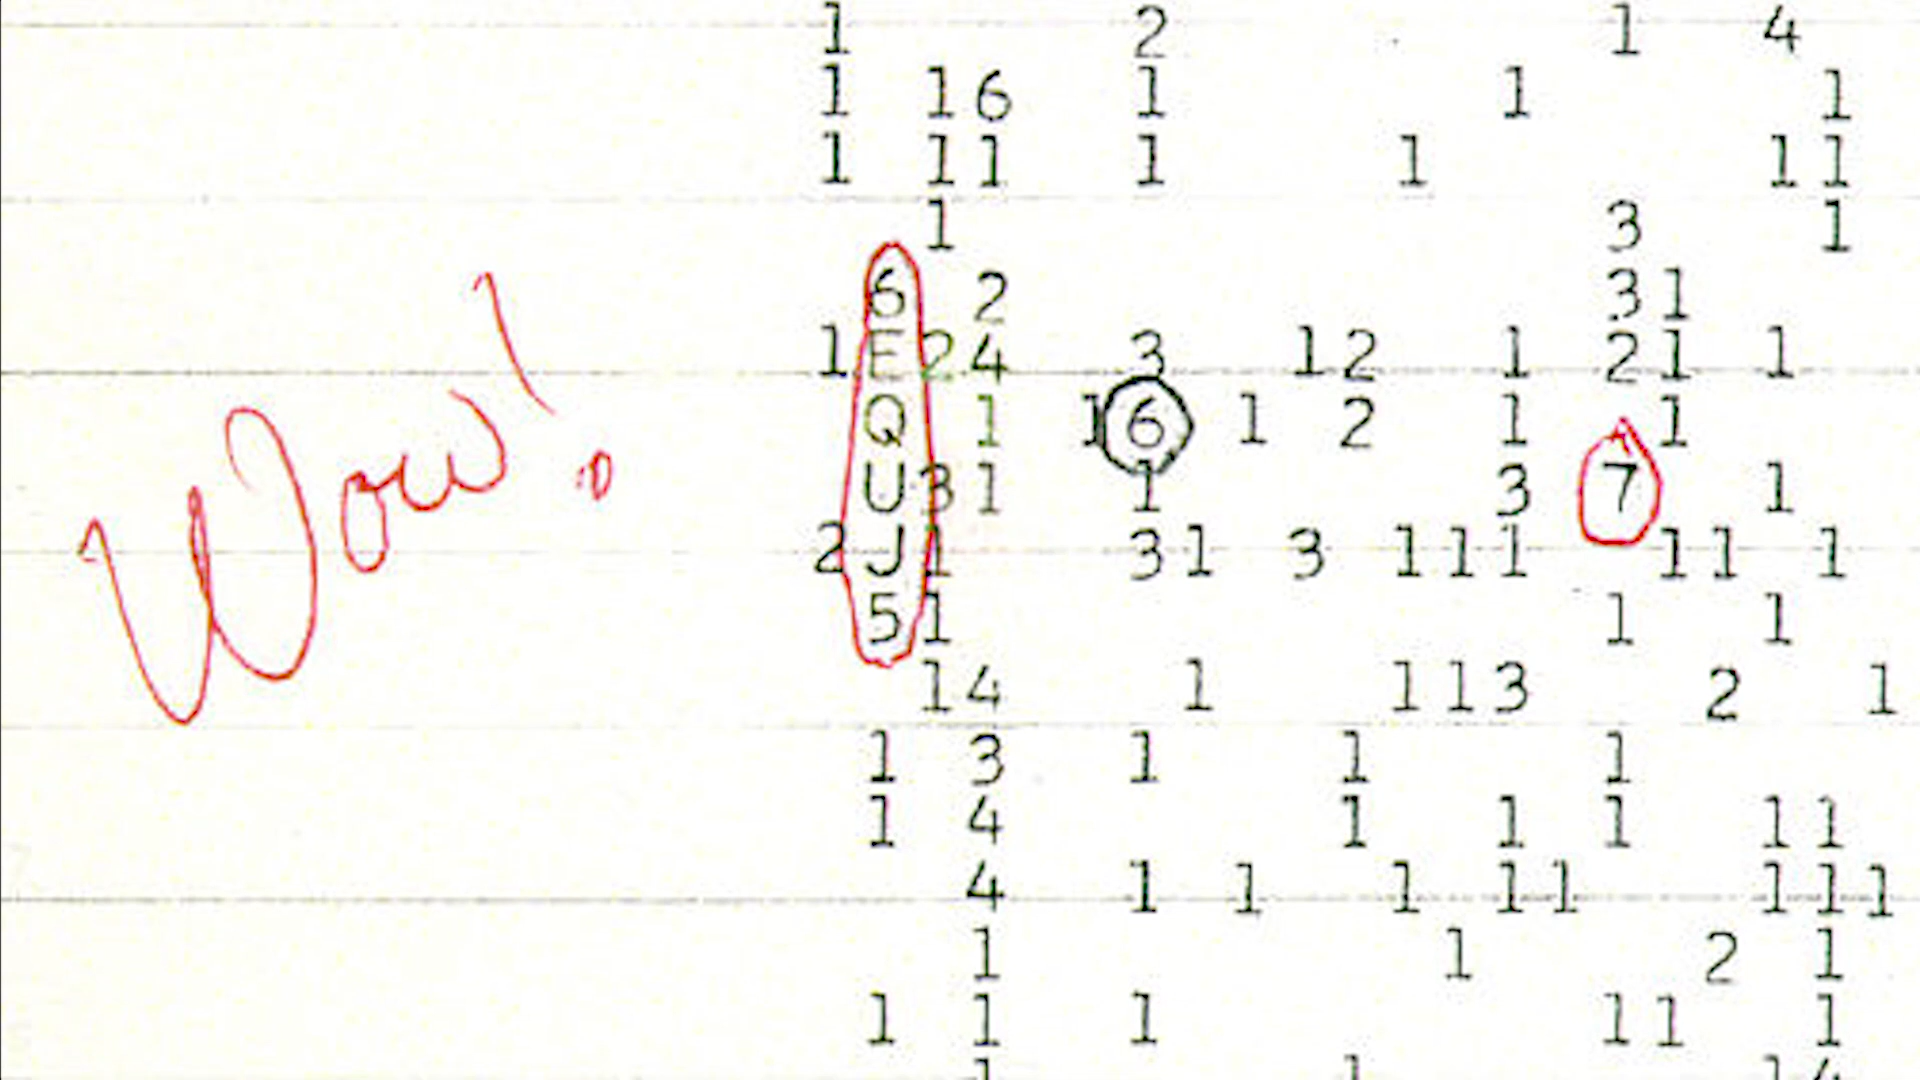 1 2 1 4
1 16 1 1 1
1 11 1 1 11
1 3 1
6 2 31
1E24 3 12 1 21 1
Q 1 16 1 2 1 1
U31 1 3 7 1
2J1 31 3 111 11 1
51 1 1
14 1 113 2 1
1 3 1 1 1
1 4 1 1 1 11
4 1 1 1 11 111
1 1 2 1
1 1 1 11 1
1 1 14
Wow!